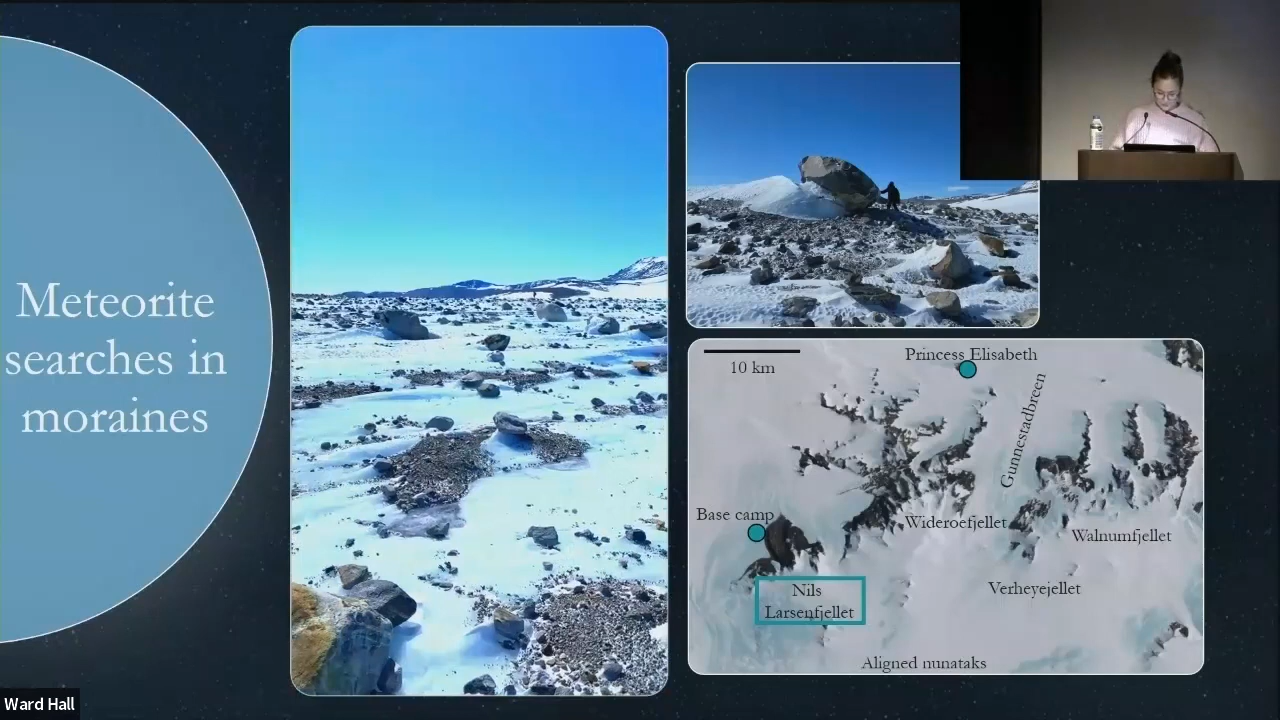 Meteorite
searches in
moraines
10 km
Princess Elisabeth
Gunnestadbreen
Base camp
Wideroefjellet
Walnumfjellet
Nils
Larsenfjellet
Verheyejellet
Aligned nunataks
Ward Hall